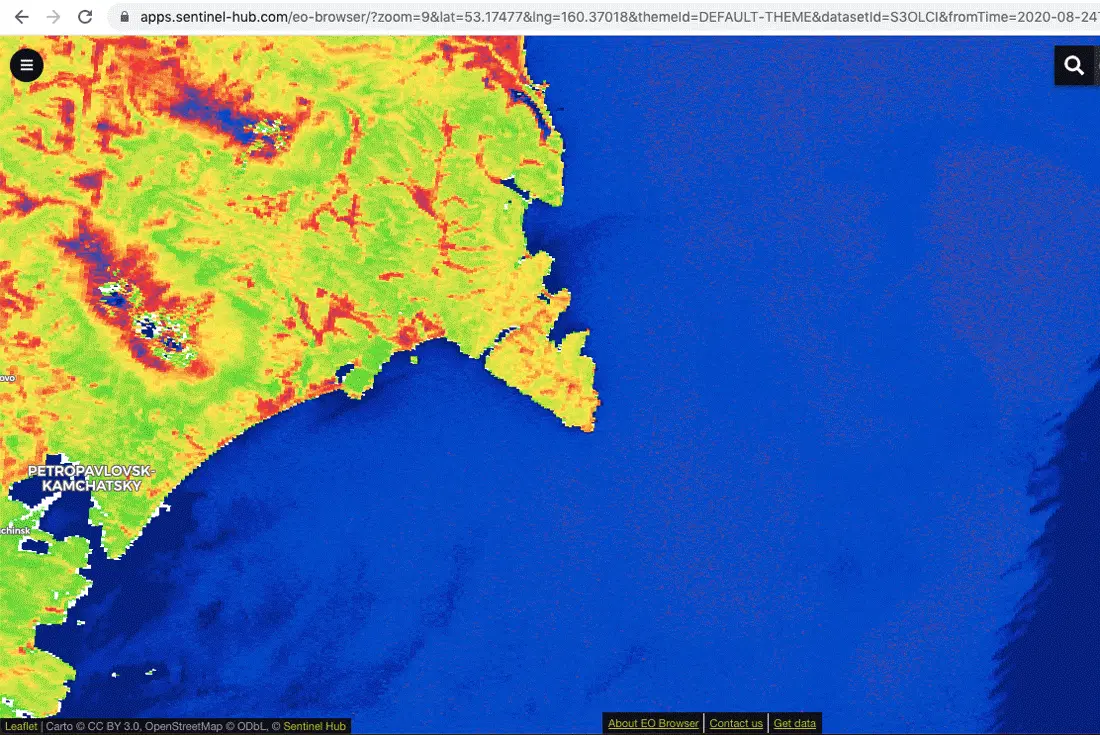 apps.sentinel-hub.com/eo-browser/?zoom=9&lat=53.17477&lng=160.37018&themeId=DEFAULT-THEME&datasetId=S3OLCI&fromTime=2020-08-24T
ovo
PETROPAVLOVSK-
KAMCHATSKY
chinsk
Leaflet | Carto © CC BY 3.0, OpenStreetMap © ODbL, © Sentinel Hub
About EO Browser | Contact us | Get data